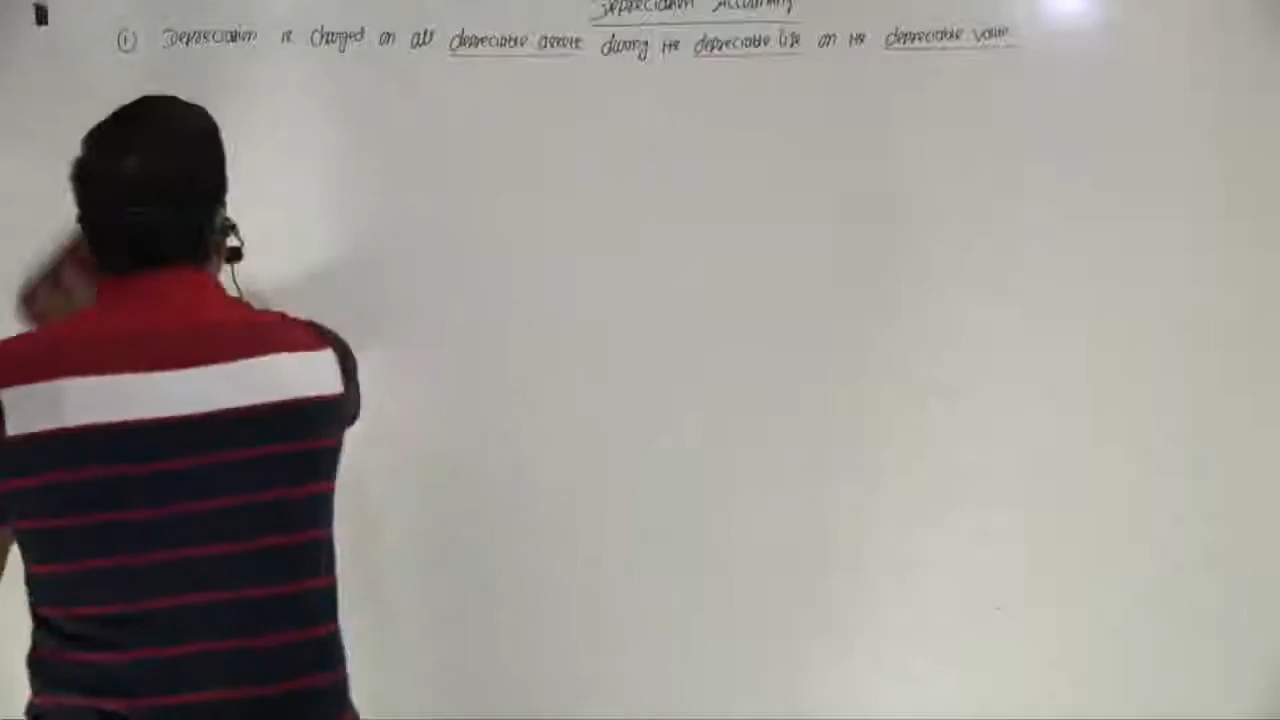 Depreciation Accounting
① Depreciation is charged on all depreciable assets during the depreciable life on the depreciable value